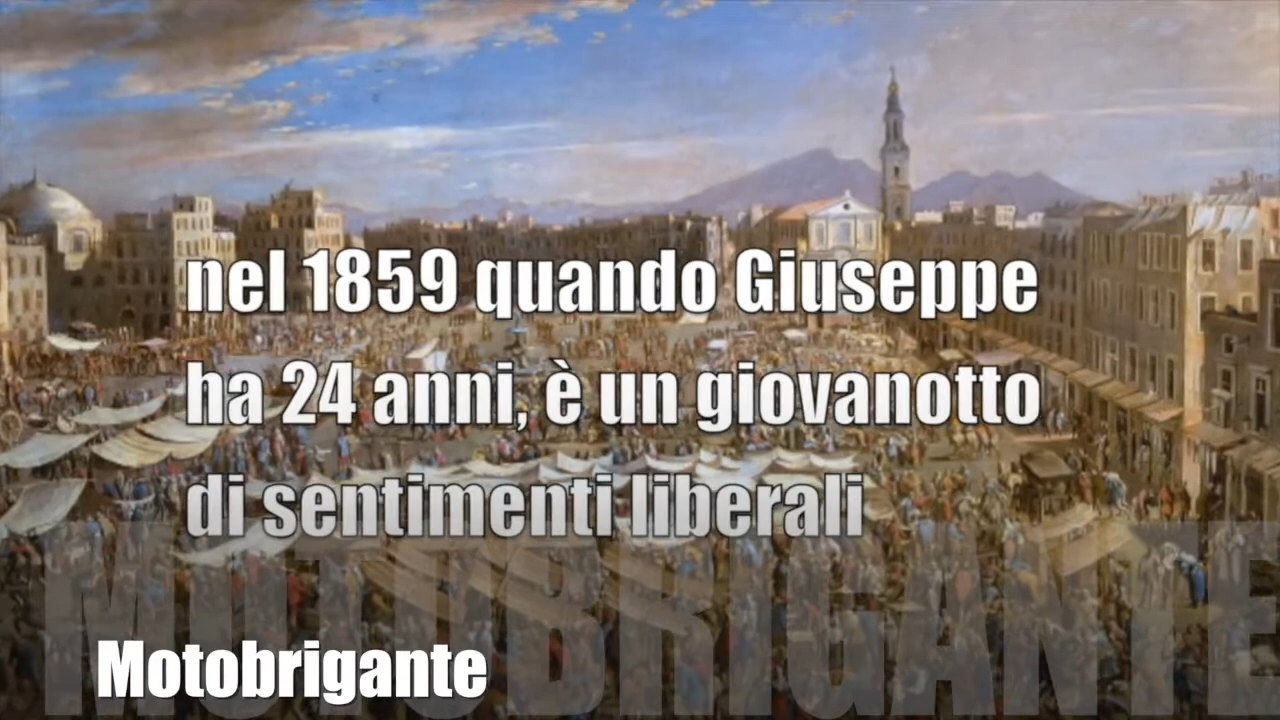 nel 1859 quando Giuseppe
ha 24 anni, è un giovanotto
di sentimenti liberali
MOTOBRIGANTE
Motobrigante